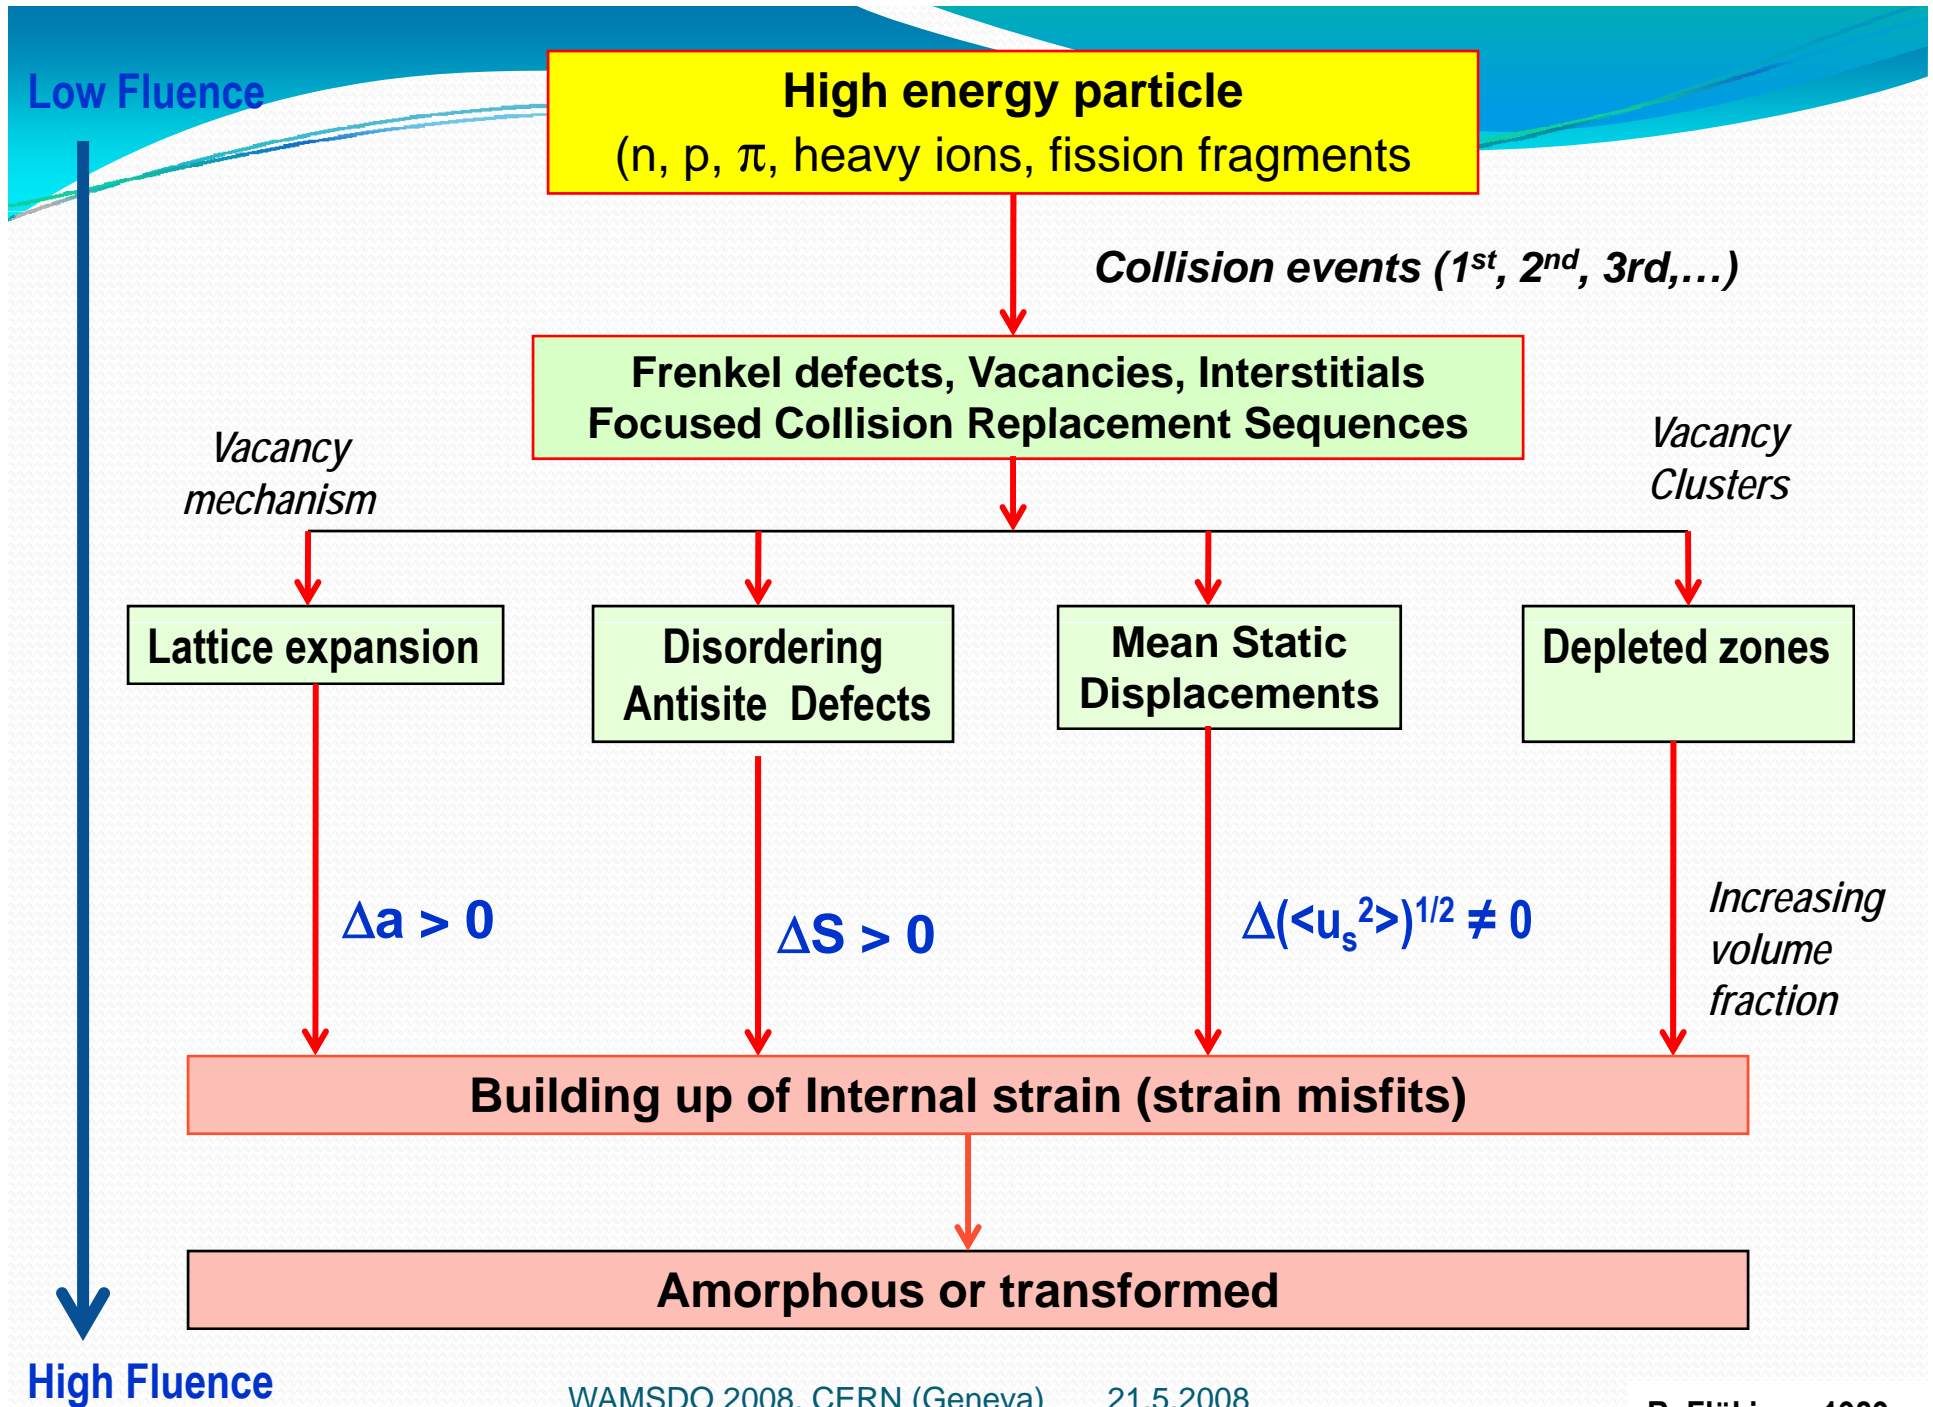 Low Fluence
High energy particle
(n, p, π, heavy ions, fission fragments
Collision events (1st, 2nd, 3rd,…)
Frenkel defects, Vacancies, Interstitials
Focused Collision Replacement Sequences
Vacancy
mechanism
Vacancy
Clusters
Lattice expansion
Disordering
Antisite Defects
Mean Static
Displacements
Depleted zones
Δa > 0
ΔS > 0
Δ(<us2>)1/2 ≠ 0
Increasing
volume
fraction
Building up of Internal strain (strain misfits)
Amorphous or transformed
High Fluence
WAMSDO 2008, CERN (Geneva) 21.5.2008